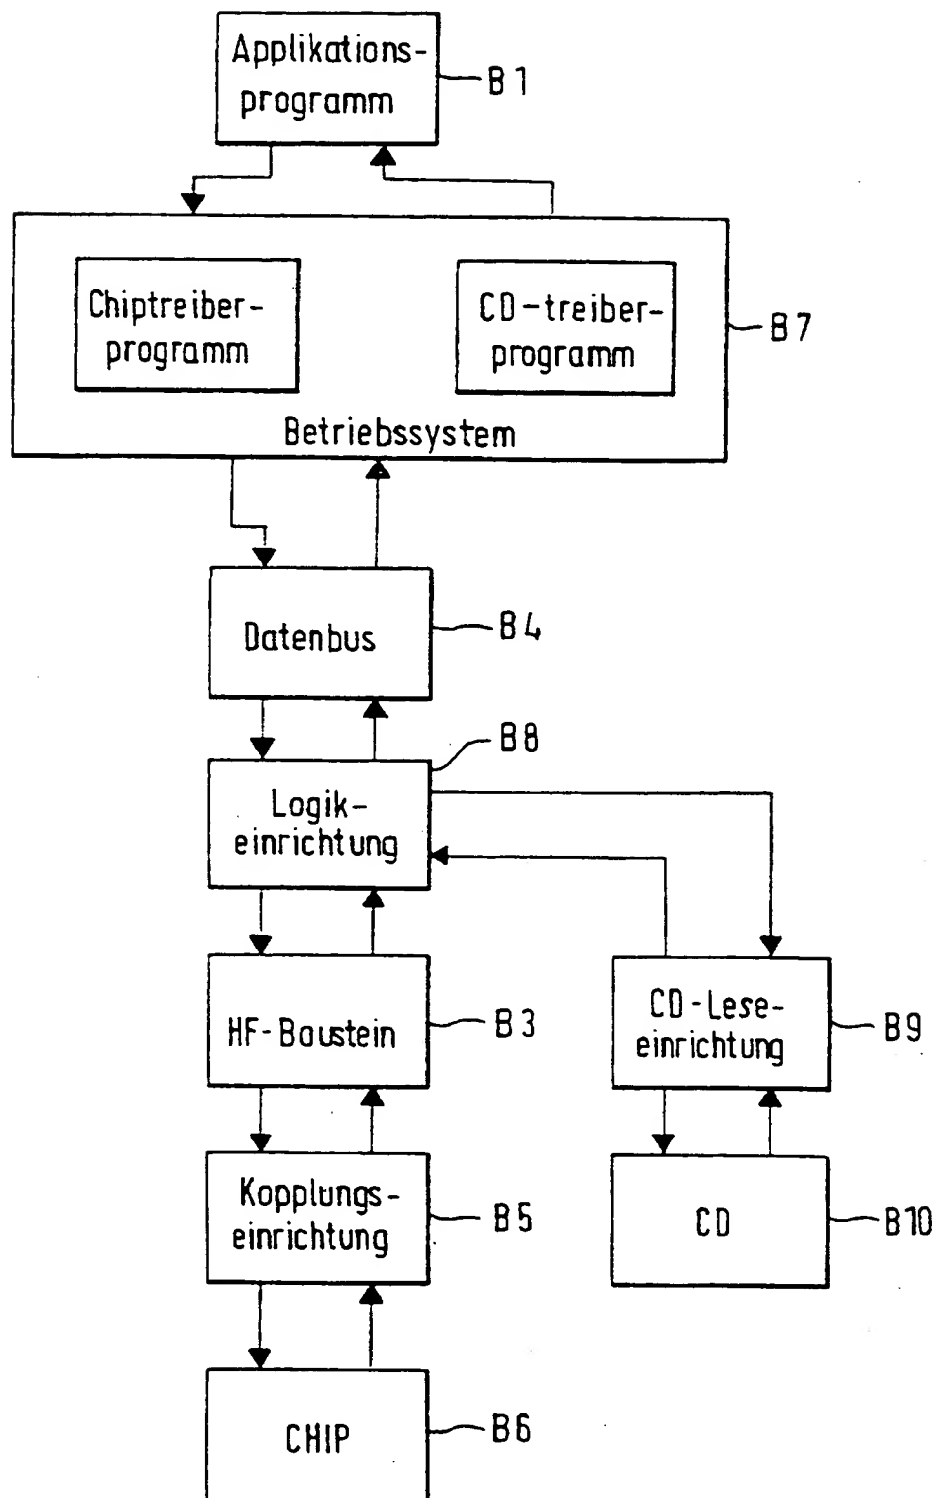 Applikations-
programm
B1
Chiptreiber-
programm
CD-treiber-
programm
B7
Betriebssystem
Datenbus
B4
B8
Logik-
einrichtung
HF-Baustein
B3
CD-Lese-
einrichtung
B9
Kopplungs-
einrichtung
B5
CD
B10
CHIP
B6